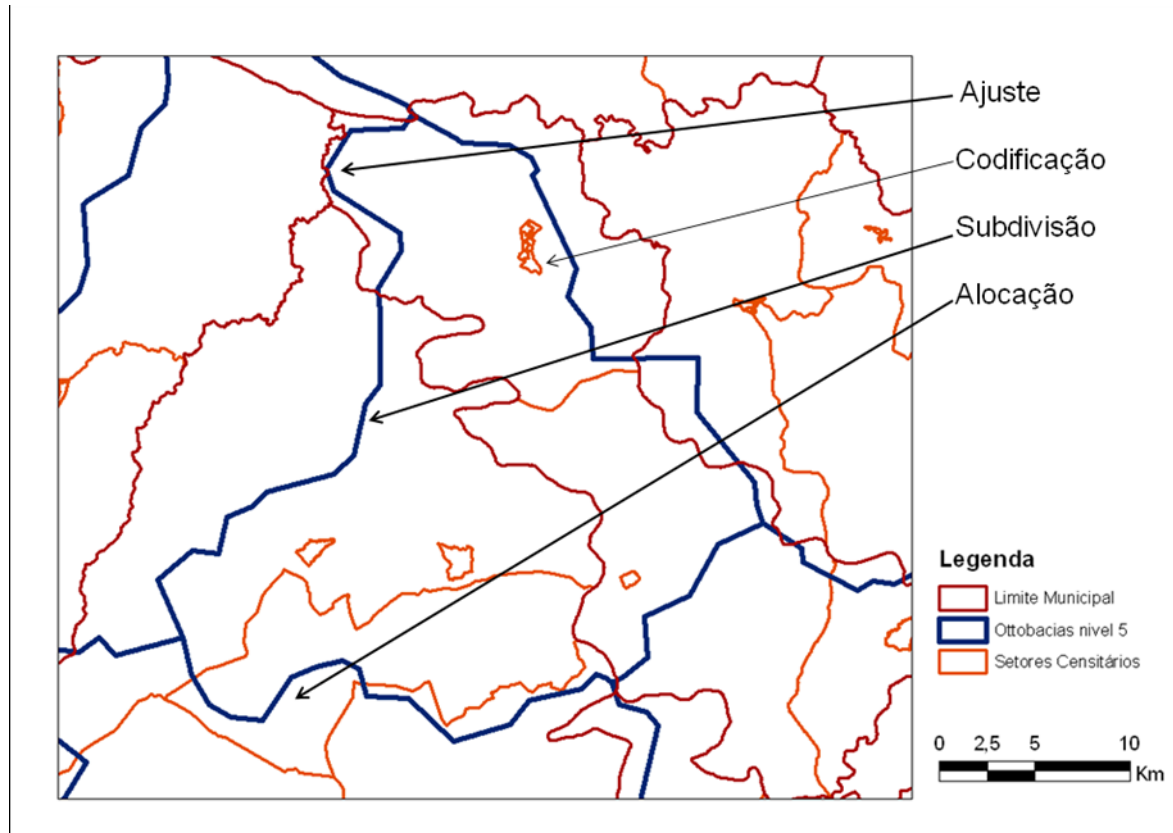 Ajuste
Codificação
Subdivisão
Alocação
Legenda
Limite Municipal
Ottobacias nivel 5
Setores Censitários
0 2,5 5 10
Km